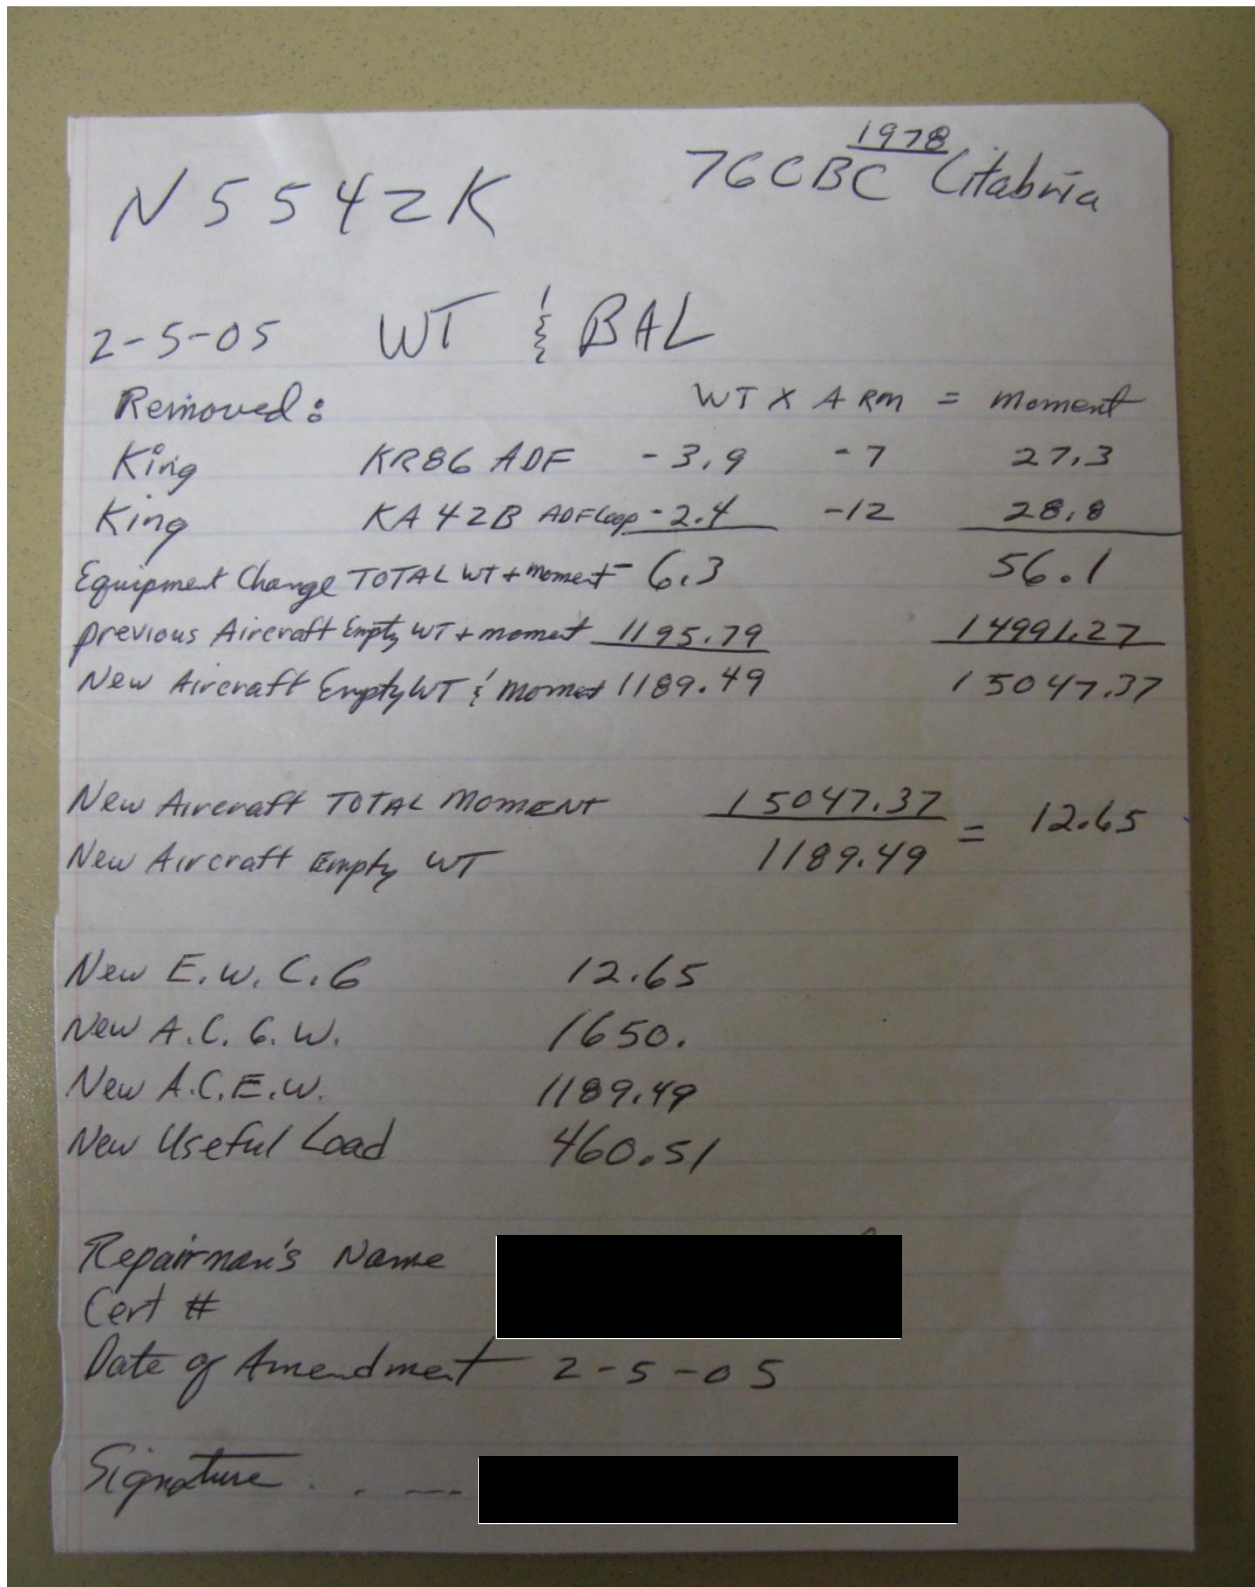 1978
N5542K 7GCBC Citabria
2-5-05 WT & BAL
Removed: WT X ARM = Moment
King KR86 ADF -3.9 -7 27.3
King KA42B ADF Loop -2.4 -12 28.8
Equipment Change TOTAL WT + moment - 6.3 56.1
previous Aircraft Empty WT + moment 1195.79 14991.27
New Aircraft Empty WT & Momet 1189.49 15047.37
New Aircraft TOTAL MOMENT 15047.37 = 12.65
New Aircraft Empty WT 1189.49
New E.W.C.G 12.65
New A.C.G.W. 1650.
New A.C.E.W. 1189.49
New Useful Load 460.51
Repairman's Name
Cert #
Date of Amendment 2-5-05
Signature . . ---